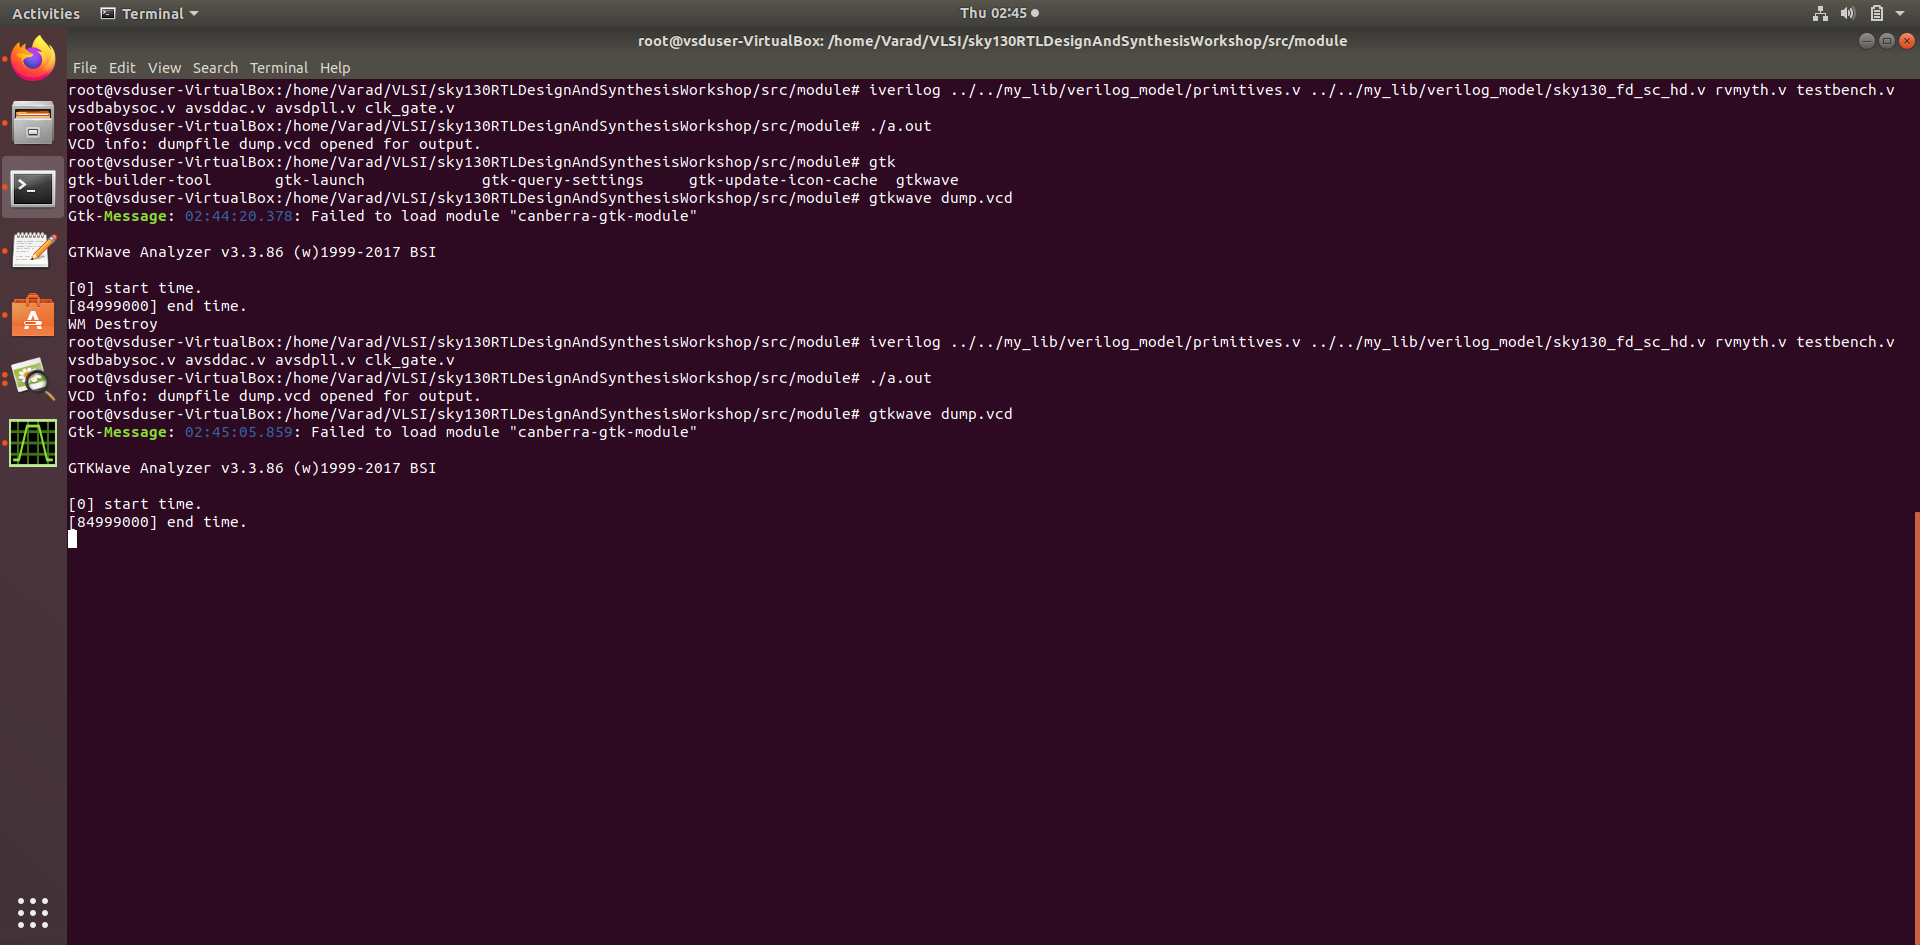 Activities Terminal Thu 02:45
root@vsduser-VirtualBox: /home/Varad/VLSI/sky130RTLDesignAndSynthesisWorkshop/src/module
File Edit View Search Terminal Help
root@vsduser-VirtualBox:/home/Varad/VLSI/sky130RTLDesignAndSynthesisWorkshop/src/module# iverilog ../../my_lib/verilog_model/primitives.v ../../my_lib/verilog_model/sky130_fd_sc_hd.v rvmyth.v testbench.v
vsdbabysoc.v avsddac.v avsdpll.v clk_gate.v
root@vsduser-VirtualBox:/home/Varad/VLSI/sky130RTLDesignAndSynthesisWorkshop/src/module# ./a.out
VCD info: dumpfile dump.vcd opened for output.
root@vsduser-VirtualBox:/home/Varad/VLSI/sky130RTLDesignAndSynthesisWorkshop/src/module# gtk
gtk-builder-tool gtk-launch gtk-query-settings gtk-update-icon-cache gtkwave
root@vsduser-VirtualBox:/home/Varad/VLSI/sky130RTLDesignAndSynthesisWorkshop/src/module# gtkwave dump.vcd
Gtk-Message: 02:44:20.378: Failed to load module "canberra-gtk-module"
GTKWave Analyzer v3.3.86 (w)1999-2017 BSI
[0] start time.
[84999000] end time.
WM Destroy
root@vsduser-VirtualBox:/home/Varad/VLSI/sky130RTLDesignAndSynthesisWorkshop/src/module# iverilog ../../my_lib/verilog_model/primitives.v ../../my_lib/verilog_model/sky130_fd_sc_hd.v rvmyth.v testbench.v
vsdbabysoc.v avsddac.v avsdpll.v clk_gate.v
root@vsduser-VirtualBox:/home/Varad/VLSI/sky130RTLDesignAndSynthesisWorkshop/src/module# ./a.out
VCD info: dumpfile dump.vcd opened for output.
root@vsduser-VirtualBox:/home/Varad/VLSI/sky130RTLDesignAndSynthesisWorkshop/src/module# gtkwave dump.vcd
Gtk-Message: 02:45:05.859: Failed to load module "canberra-gtk-module"
GTKWave Analyzer v3.3.86 (w)1999-2017 BSI
[0] start time.
[84999000] end time.